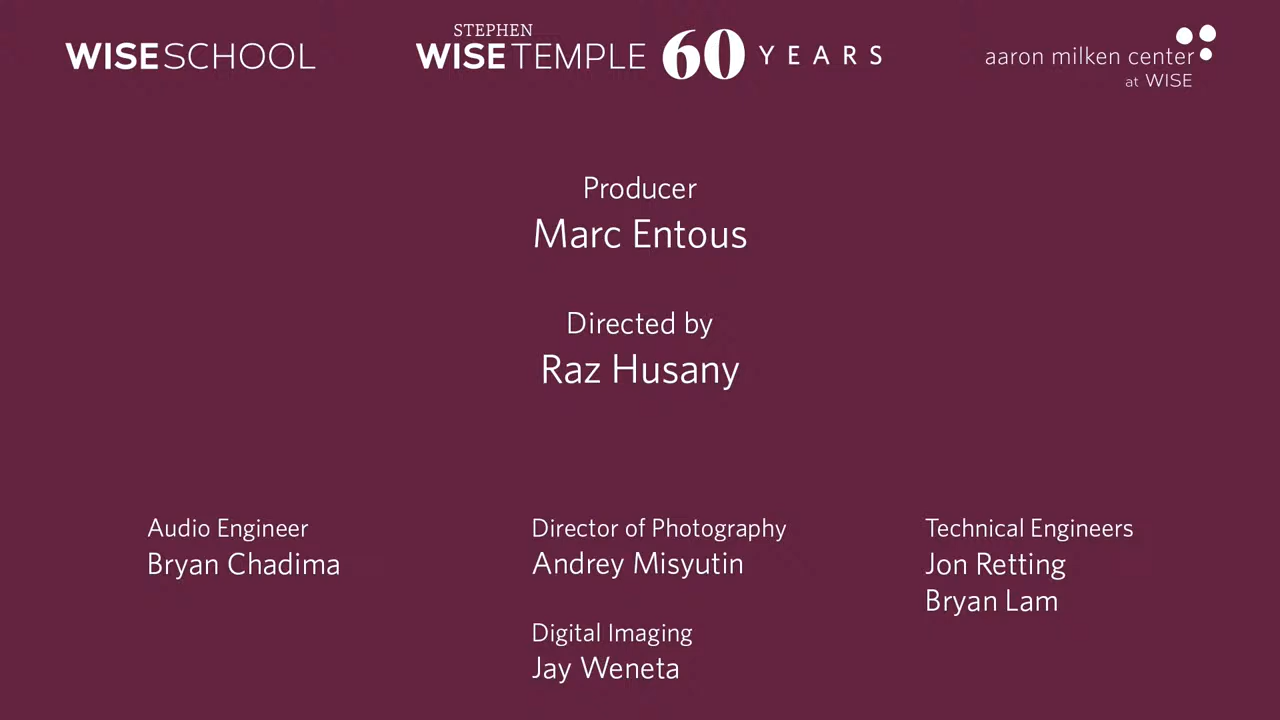 WISESCHOOL
STEPHEN
WISETEMPLE 60 YEARS
aaron milken center
at WISE
Producer
Marc Entous
Directed by
Raz Husany
Audio Engineer
Bryan Chadima
Director of Photography
Andrey Misyutin
Digital Imaging
Jay Weneta
Technical Engineers
Jon Retting
Bryan Lam